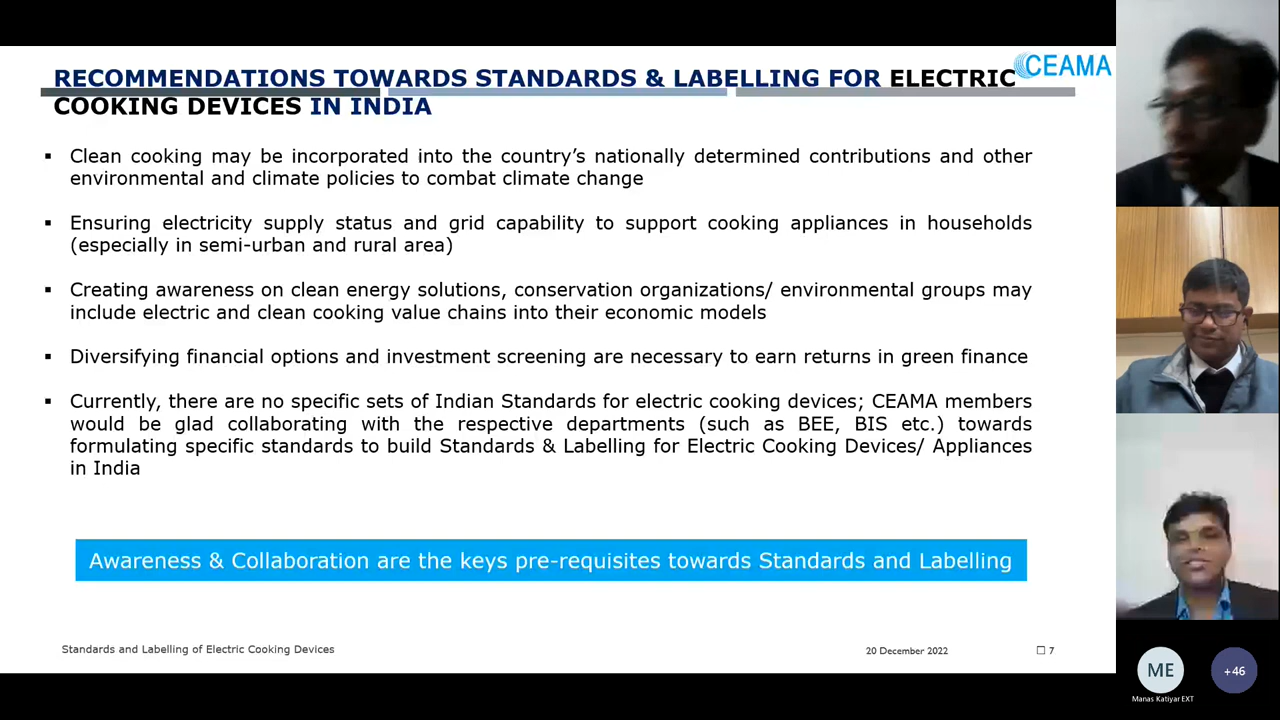 RECOMMENDATIONS TOWARDS STANDARDS & LABELLING FOR ELECTRIC
COOKING DEVICES IN INDIA
CEAMA
▪ Clean cooking may be incorporated into the country’s nationally determined contributions and other
environmental and climate policies to combat climate change
▪ Ensuring electricity supply status and grid capability to support cooking appliances in households
(especially in semi-urban and rural area)
▪ Creating awareness on clean energy solutions, conservation organizations/ environmental groups may
include electric and clean cooking value chains into their economic models
▪ Diversifying financial options and investment screening are necessary to earn returns in green finance
▪ Currently, there are no specific sets of Indian Standards for electric cooking devices; CEAMA members
would be glad collaborating with the respective departments (such as BEE, BIS etc.) towards
formulating specific standards to build Standards & Labelling for Electric Cooking Devices/ Appliances
in India
Awareness & Collaboration are the keys pre-requisites towards Standards and Labelling
Standards and Labelling of Electric Cooking Devices
20 December 2022
7
ME
+46
Manas Katiyar EXT